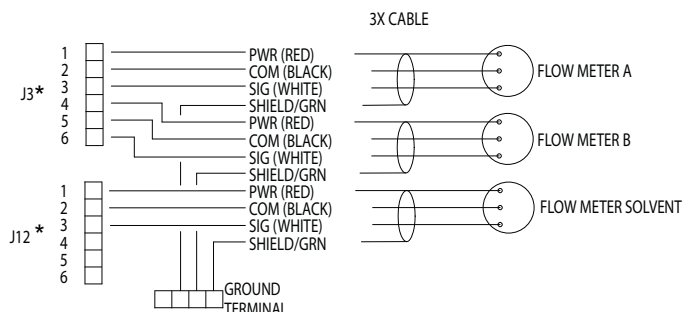 3X CABLE
1
2
3
4
5
6
J3*
PWR (RED)
COM (BLACK)
SIG (WHITE)
SHIELD/GRN
PWR (RED)
COM (BLACK)
SIG (WHITE)
SHIELD/GRN
PWR (RED)
COM (BLACK)
SIG (WHITE)
SHIELD/GRN
FLOW METER A
FLOW METER B
FLOW METER SOLVENT
1
2
3
4
5
6
J12 *
GROUND
TERMINAL